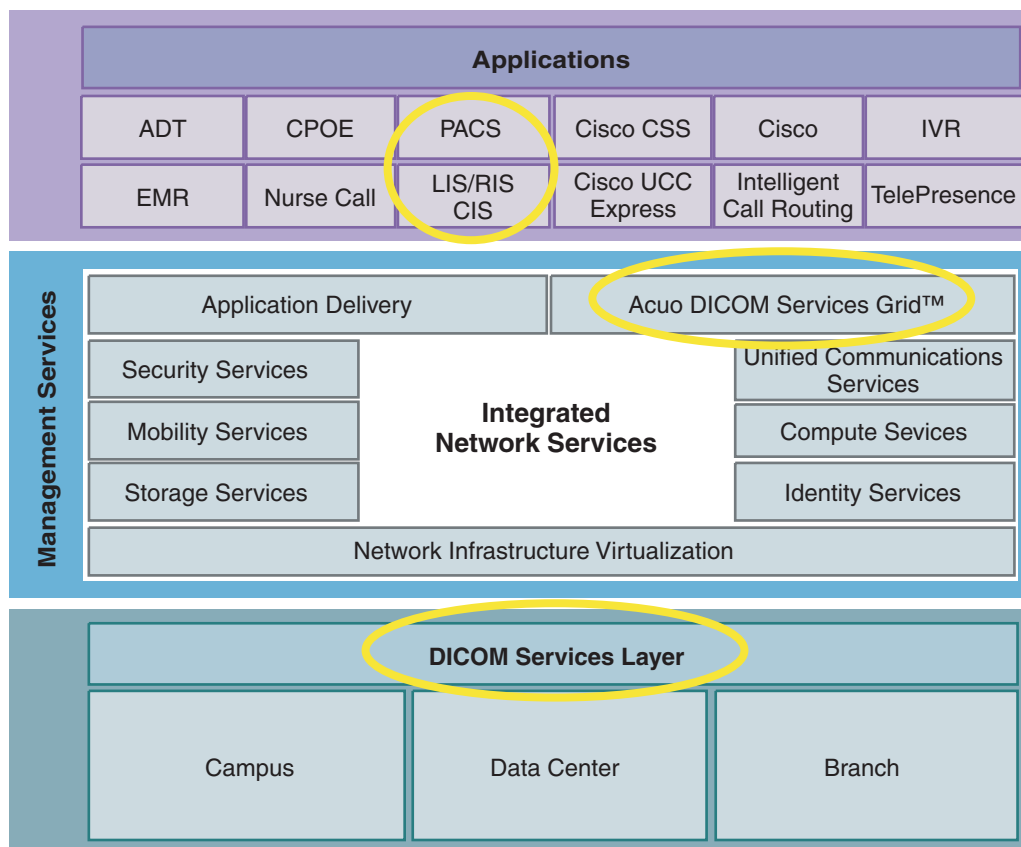 Applications
ADT
CPOE
PACS
Cisco CSS
Cisco
IVR
EMR
Nurse Call
LIS/RIS
CIS
Cisco UCC
Express
Intelligent
Call Routing
TelePresence
Management Services
Application Delivery
Acuo DICOM Services Grid™
Security Services
Mobility Services
Storage Services
Integrated
Network Services
Unified Communications
Services
Compute Sevices
Identity Services
Network Infrastructure Virtualization
DICOM Services Layer
Campus
Data Center
Branch